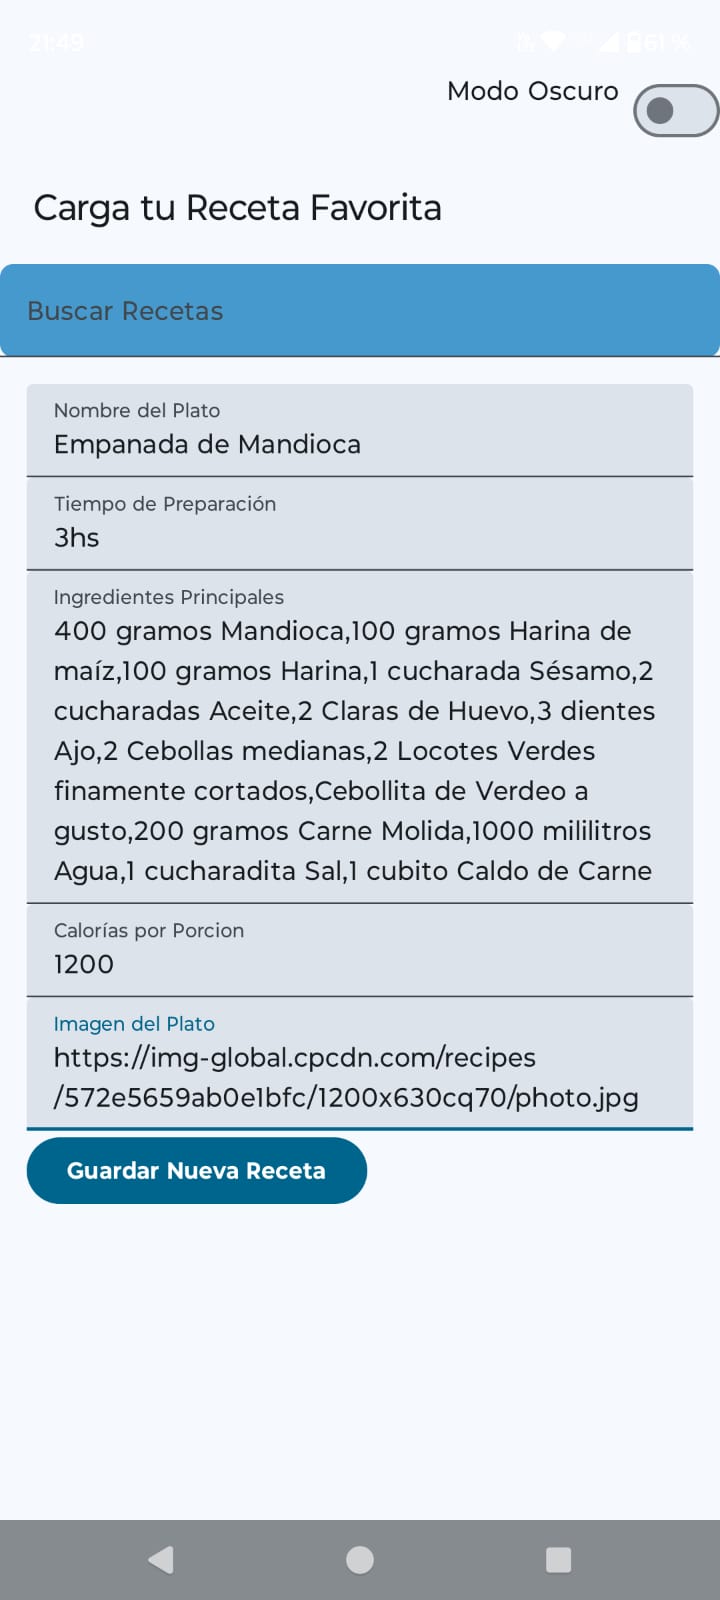 21:49
61 %
Modo Oscuro
Carga tu Receta Favorita
Buscar Recetas
Nombre del Plato
Empanada de Mandioca
Tiempo de Preparación
3hs
Ingredientes Principales
400 gramos Mandioca,100 gramos Harina de
maíz,100 gramos Harina,1 cucharada Sésamo,2
cucharadas Aceite,2 Claras de Huevo,3 dientes
Ajo,2 Cebollas medianas,2 Locotes Verdes
finamente cortados,Cebollita de Verdeo a
gusto,200 gramos Carne Molida,1000 mililitros
Agua,1 cucharadita Sal,1 cubito Caldo de Carne
Calorías por Porcion
1200
Imagen del Plato
https://img-global.cpcdn.com/recipes
/572e5659ab0e1bfc/1200x630cq70/photo.jpg
Guardar Nueva Receta